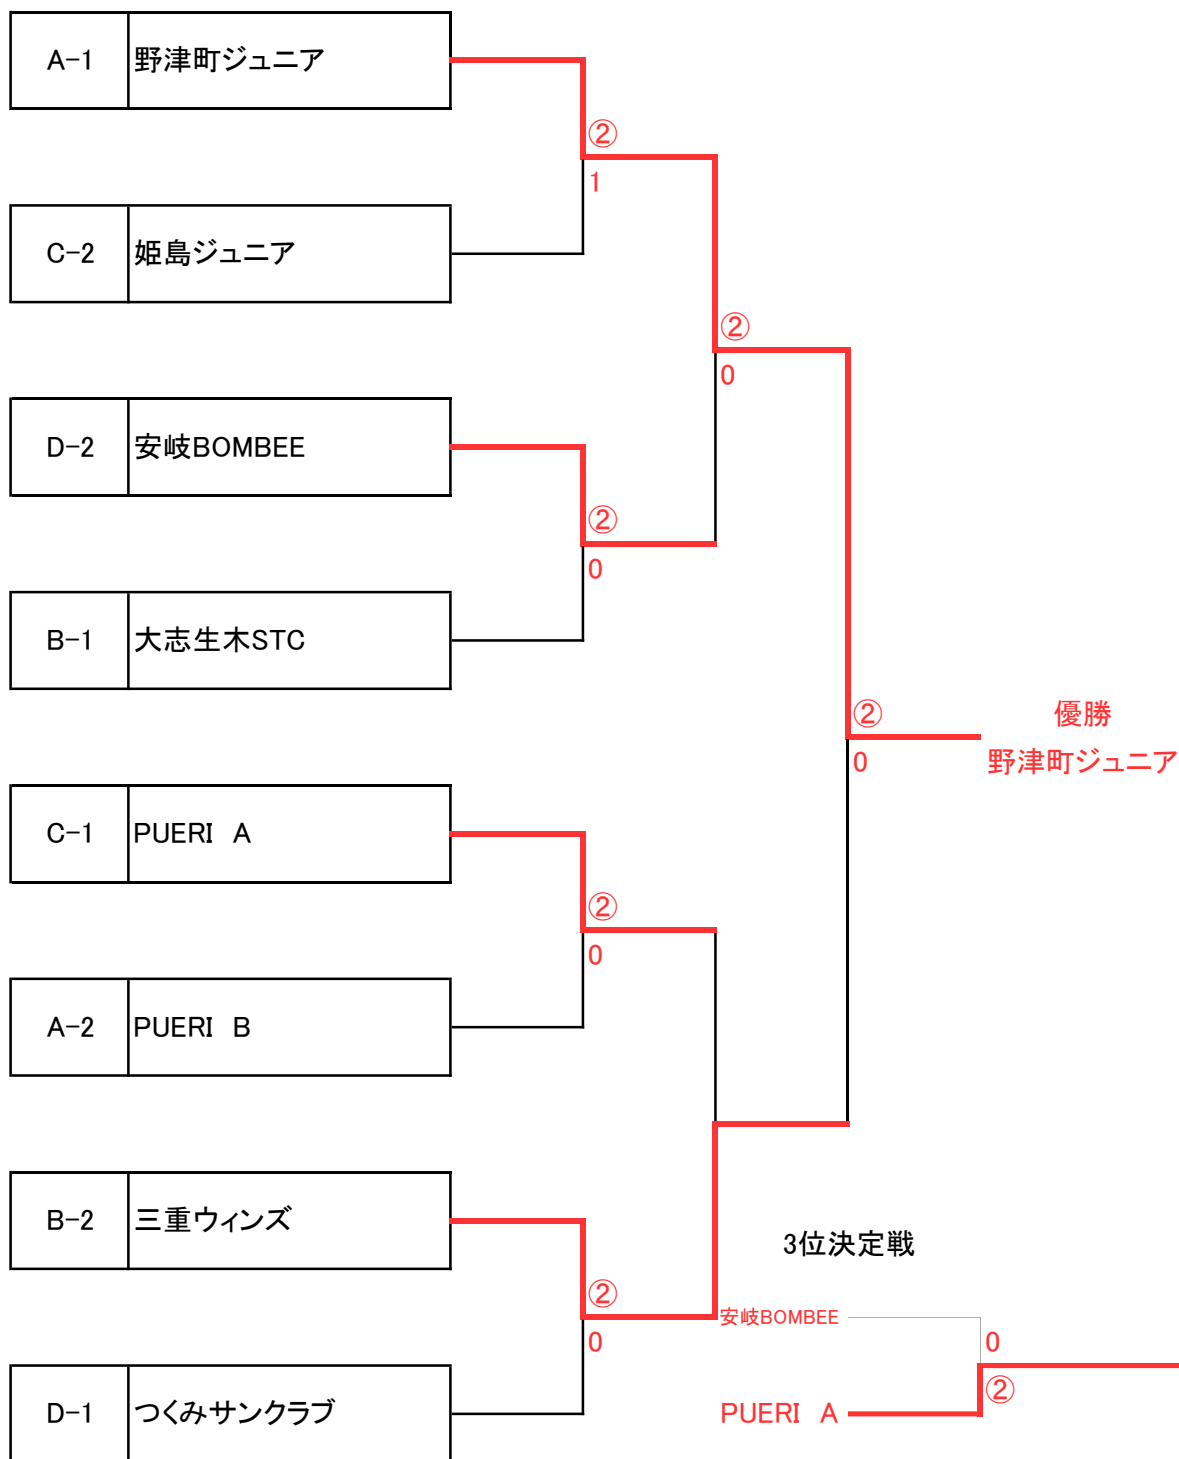 A-1 野津町ジュニア
②
1
C-2 姫島ジュニア
②
0
D-2 安岐BOMBEE
②
0
B-1 大志生木STC
② 優勝
0 野津町ジュニア
C-1 PUERI A
②
0
A-2 PUERI B
B-2 三重ウィンズ
3位決定戦
②
安岐BOMBEE
0 0
②
D-1 つくみサンクラブ
PUERI A